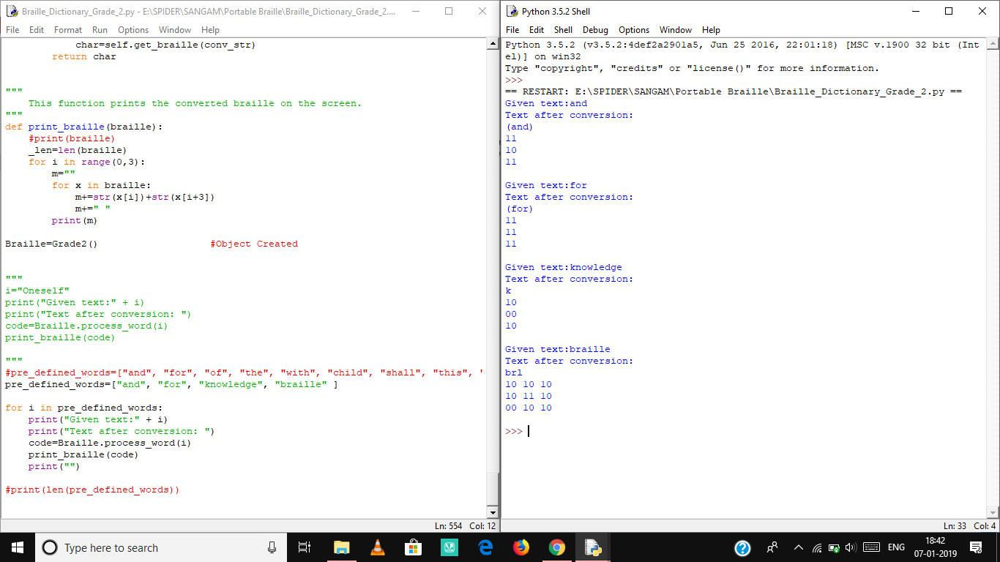 Braille_Dictionary_Grade_2.py - E:\SPIDER\SANGAM\Portable Braille\Braille_Dictionary_Grade_2....
File Edit Format Run Options Window Help
            char=self.get_braille(conv_str)
        return char
"""
    This function prints the converted braille on the screen.
"""
def print_braille(braille):
    #print(braille)
    _len=len(braille)
    for i in range(0,3):
        m=""
        for x in braille:
            m+=str(x[i])+str(x[i+3])
            m+=" "
        print(m)
Braille=Grade2()                   #Object Created
"""
i="Oneself"
print("Given text:" + i)
print("Text after conversion: ")
code=Braille.process_word(i)
print_braille(code)
"""
#pre_defined_words=["and", "for", "of", "the", "with", "child", "shall", "this", '
pre_defined_words=["and", "for", "knowledge", "braille" ]
for i in pre_defined_words:
    print("Given text:" + i)
    print("Text after conversion: ")
    code=Braille.process_word(i)
    print_braille(code)
    print("")
#print(len(pre_defined_words))
Ln: 554 Col: 12
Python 3.5.2 Shell
File Edit Shell Debug Options Window Help
Python 3.5.2 (v3.5.2:4def2a2901a5, Jun 25 2016, 22:01:18) [MSC v.1900 32 bit (Int
el)] on win32
Type "copyright", "credits" or "license()" for more information.
>>>
== RESTART: E:\SPIDER\SANGAM\Portable Braille\Braille_Dictionary_Grade_2.py ==
Given text:and
Text after conversion:
(and)
11
10
11
Given text:for
Text after conversion:
(for)
11
11
11
Given text:knowledge
Text after conversion:
k
10
00
10
Given text:braille
Text after conversion:
brl
10 10 10
10 11 10
00 10 10
>>>
Ln: 33 Col: 4
Type here to search
ENG
18:42
07-01-2019